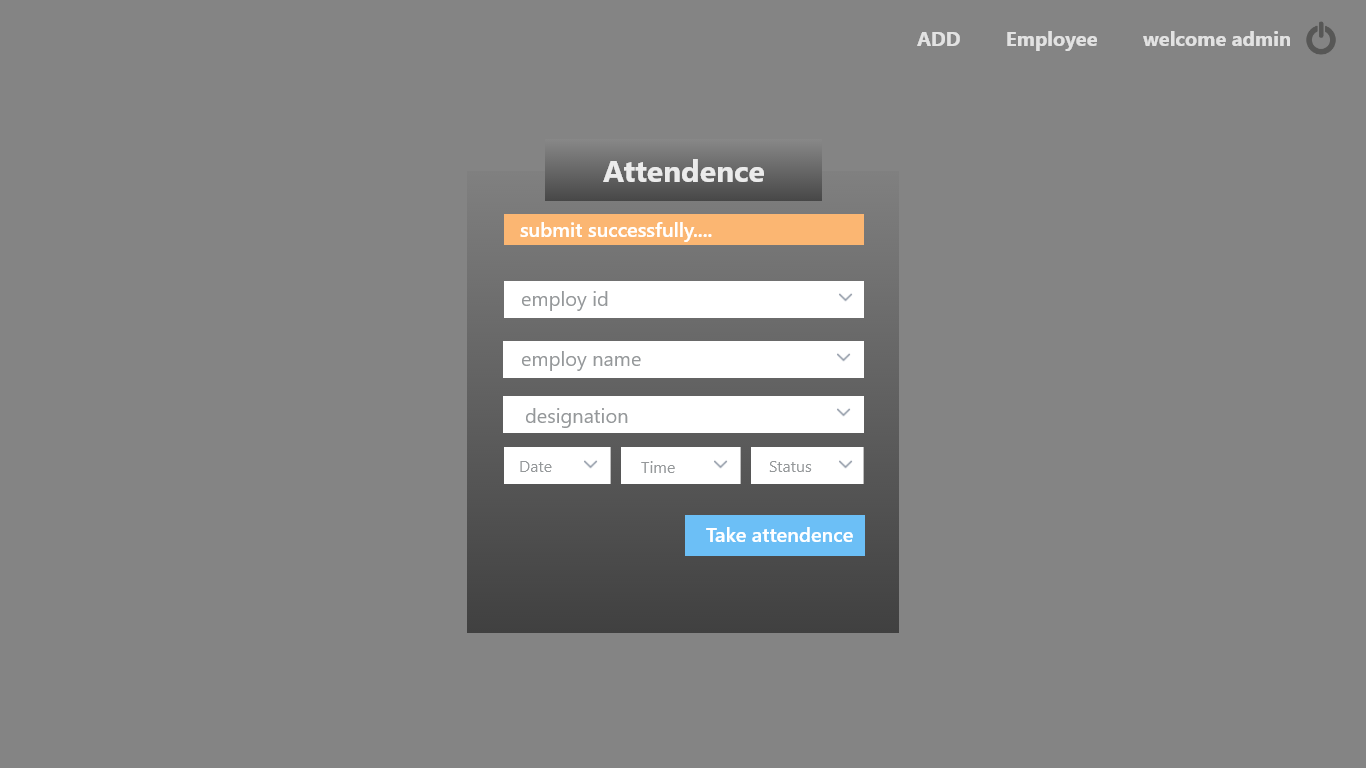 ADD Employee welcome admin
Attendence
submit successfully....
employ id
employ name
designation
Date Time Status
Take attendence